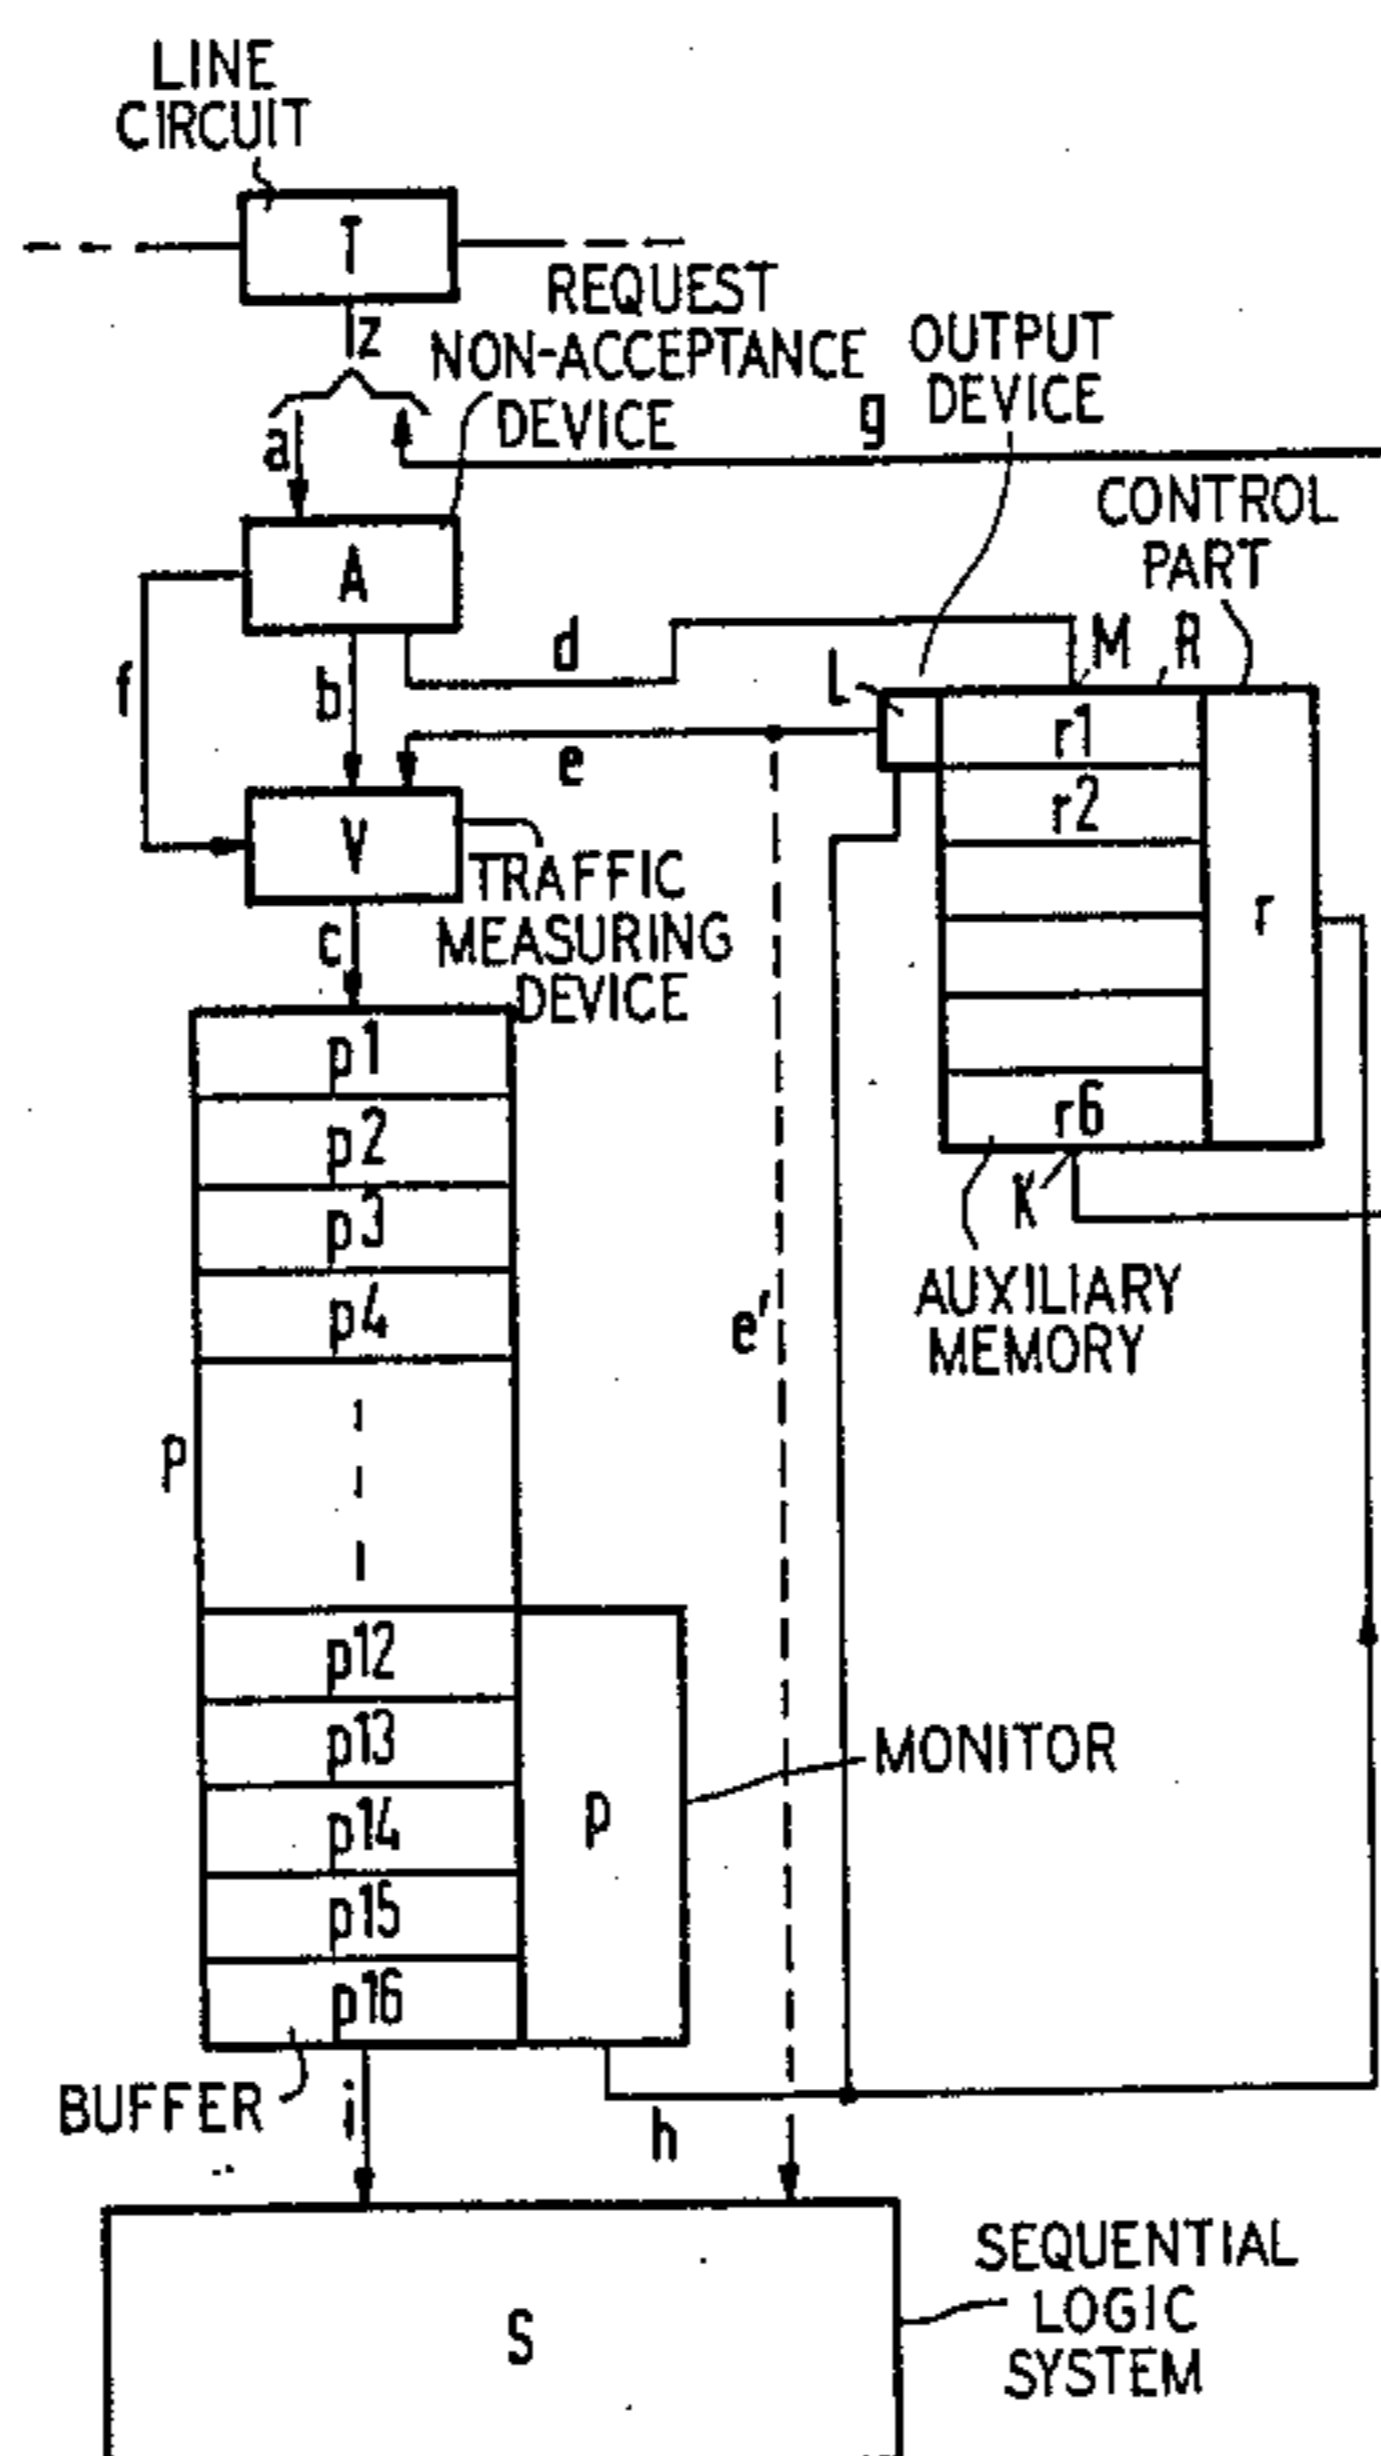 LINE
CIRCUIT
T
z
REQUEST
NON-ACCEPTANCE
DEVICE
OUTPUT
DEVICE
g
a
CONTROL
PART
A
d
M
R
f
b
L
r1
e
r2
V
TRAFFIC
MEASURING
DEVICE
r
c
p1
p2
r6
p3
K
AUXILIARY
MEMORY
p4
e'
P
p12
p13
MONITOR
p
p14
p15
p16
BUFFER
i
h
SEQUENTIAL
LOGIC
SYSTEM
S